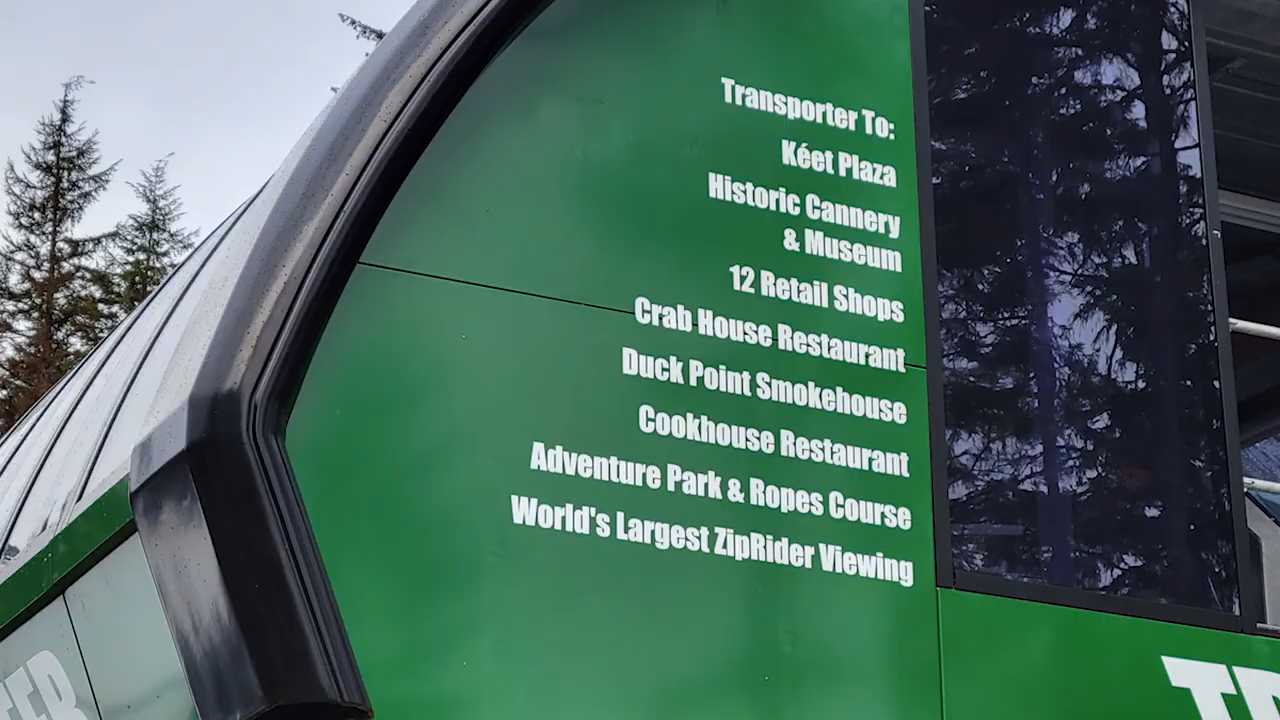 Transporter To:
Kéet Plaza
Historic Cannery
& Museum
12 Retail Shops
Crab House Restaurant
Duck Point Smokehouse
Cookhouse Restaurant
Adventure Park & Ropes Course
World's Largest ZipRider Viewing